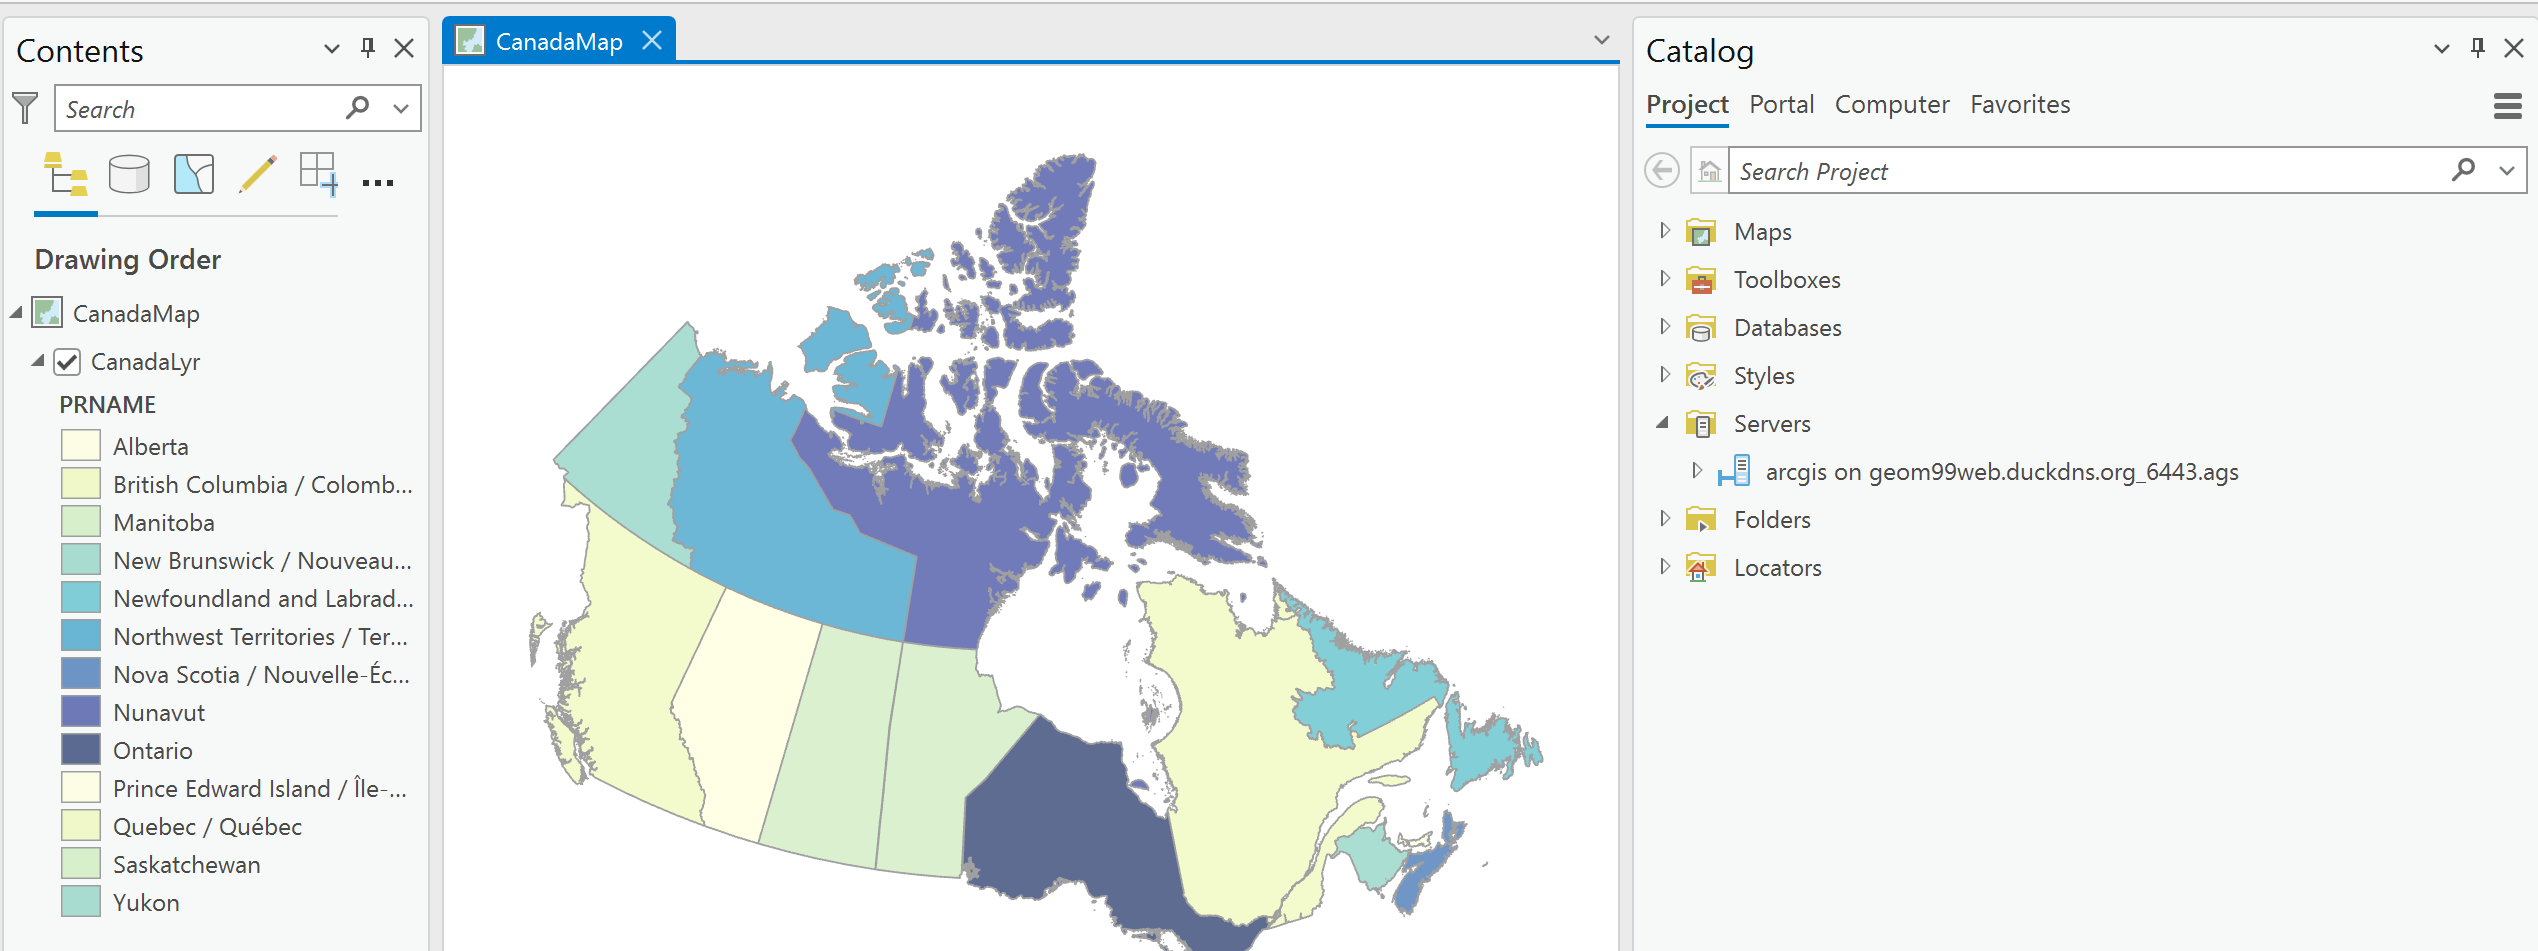 Contents
Search
Drawing Order
CanadaMap
CanadaLyr
PRNAME
Alberta
British Columbia / Colomb...
Manitoba
New Brunswick / Nouveau...
Newfoundland and Labrad...
Northwest Territories / Ter...
Nova Scotia / Nouvelle-Éc...
Nunavut
Ontario
Prince Edward Island / Île-...
Quebec / Québec
Saskatchewan
Yukon
CanadaMap
Catalog
Project Portal Computer Favorites
Search Project
Maps
Toolboxes
Databases
Styles
Servers
arcgis on geom99web.duckdns.org_6443.ags
Folders
Locators